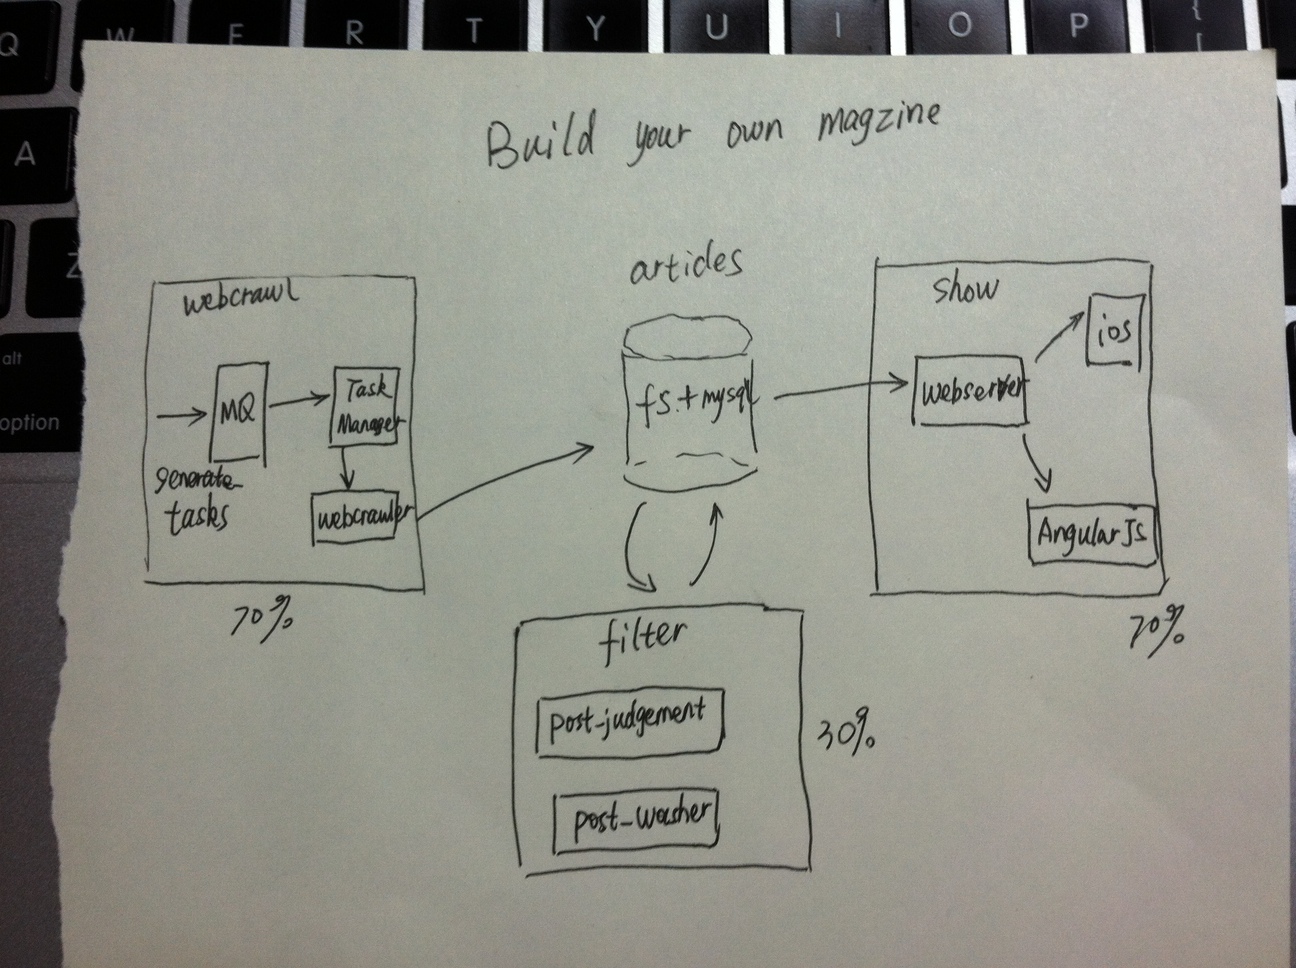 Q W E R T Y U I O P {
[
A
Z
alt
option
Build your own magzine
webcrawl
MQ
Task
Manager
generate
tasks
webcrawler
70%
articles
fs.+mysql
filter
post-judgement
post-washer
30%
show
webserver
ios
AngularJS
70%